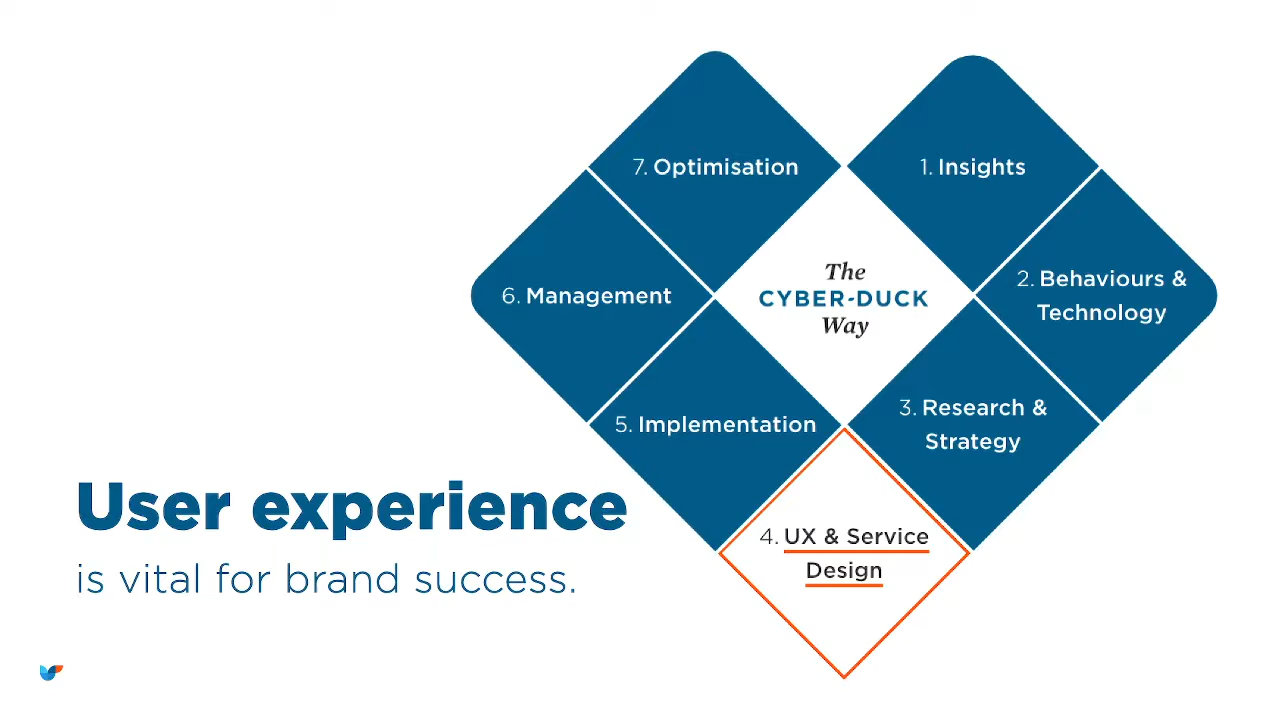 7. Optimisation
1. Insights
6. Management
The
CYBER-DUCK
Way
2. Behaviours &
Technology
5. Implementation
3. Research &
Strategy
4. UX & Service
Design
User experience
is vital for brand success.